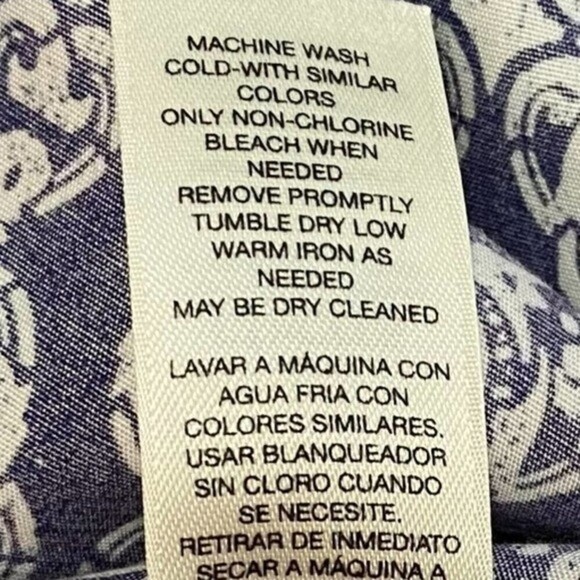 MACHINE WASH
COLD-WITH SIMILAR
COLORS
ONLY NON-CHLORINE
BLEACH WHEN
NEEDED
REMOVE PROMPTLY
TUMBLE DRY LOW
WARM IRON AS
NEEDED
MAY BE DRY CLEANED
LAVAR A MÁQUINA CON
AGUA FRIA CON
COLORES SIMILARES.
USAR BLANQUEADOR
SIN CLORO CUANDO
SE NECESITE.
RETIRAR DE INMEDIATO
SECAR A MÁQUINA A